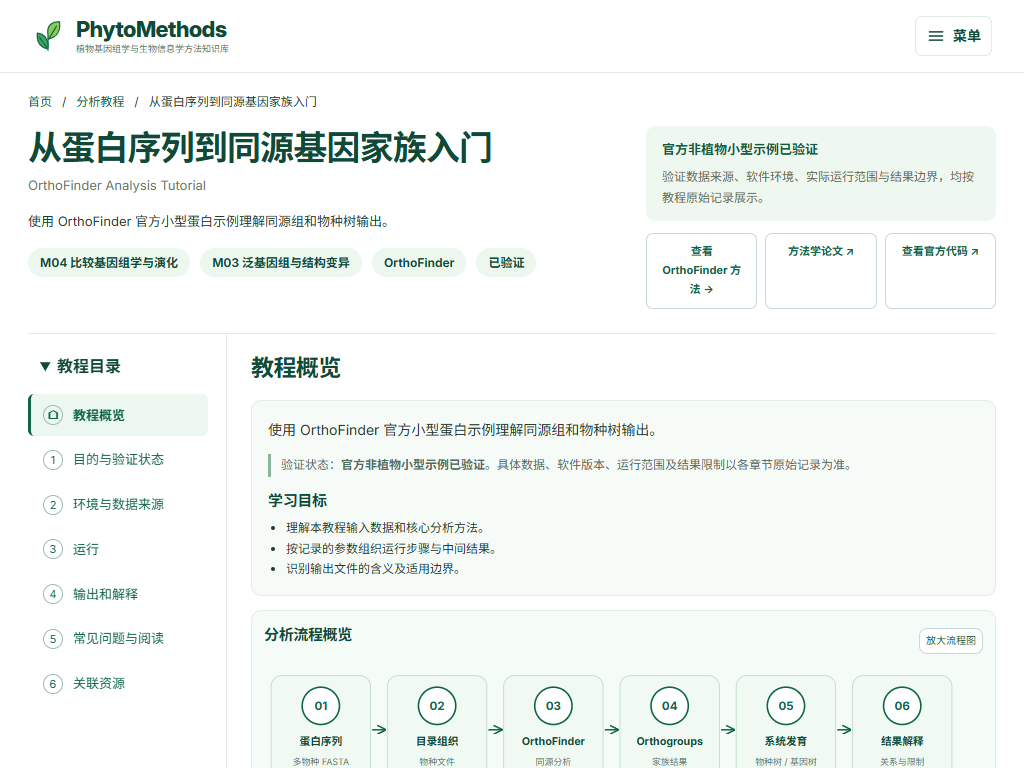 PhytoMethods
植物基因组学与生物信息学方法知识库
菜单
首页 / 分析教程 / 从蛋白序列到同源基因家族入门
从蛋白序列到同源基因家族入门
OrthoFinder Analysis Tutorial
使用 OrthoFinder 官方小型蛋白示例理解同源组和物种树输出。
M04 比较基因组学与演化
M03 泛基因组与结构变异
OrthoFinder
已验证
官方非植物小型示例已验证
验证数据来源、软件环境、实际运行范围与结果边界，均按
教程原始记录展示。
查看
OrthoFinder 方
法 →
方法学论文 ↗
查看官方代码 ↗
▼ 教程目录
教程概览
1 目的与验证状态
2 环境与数据来源
3 运行
4 输出和解释
5 常见问题与阅读
6 关联资源
教程概览
使用 OrthoFinder 官方小型蛋白示例理解同源组和物种树输出。
验证状态：官方非植物小型示例已验证。具体数据、软件版本、运行范围及结果限制以各章节原始记录为准。
学习目标
• 理解本教程输入数据和核心分析方法。
• 按记录的参数组织运行步骤与中间结果。
• 识别输出文件的含义及适用边界。
分析流程概览
放大流程图
01
蛋白序列
多物种 FASTA
02
目录组织
物种文件
03
OrthoFinder
同源分析
04
Orthogroups
家族结果
05
系统发育
物种树 / 基因树
06
结果解释
关系与限制